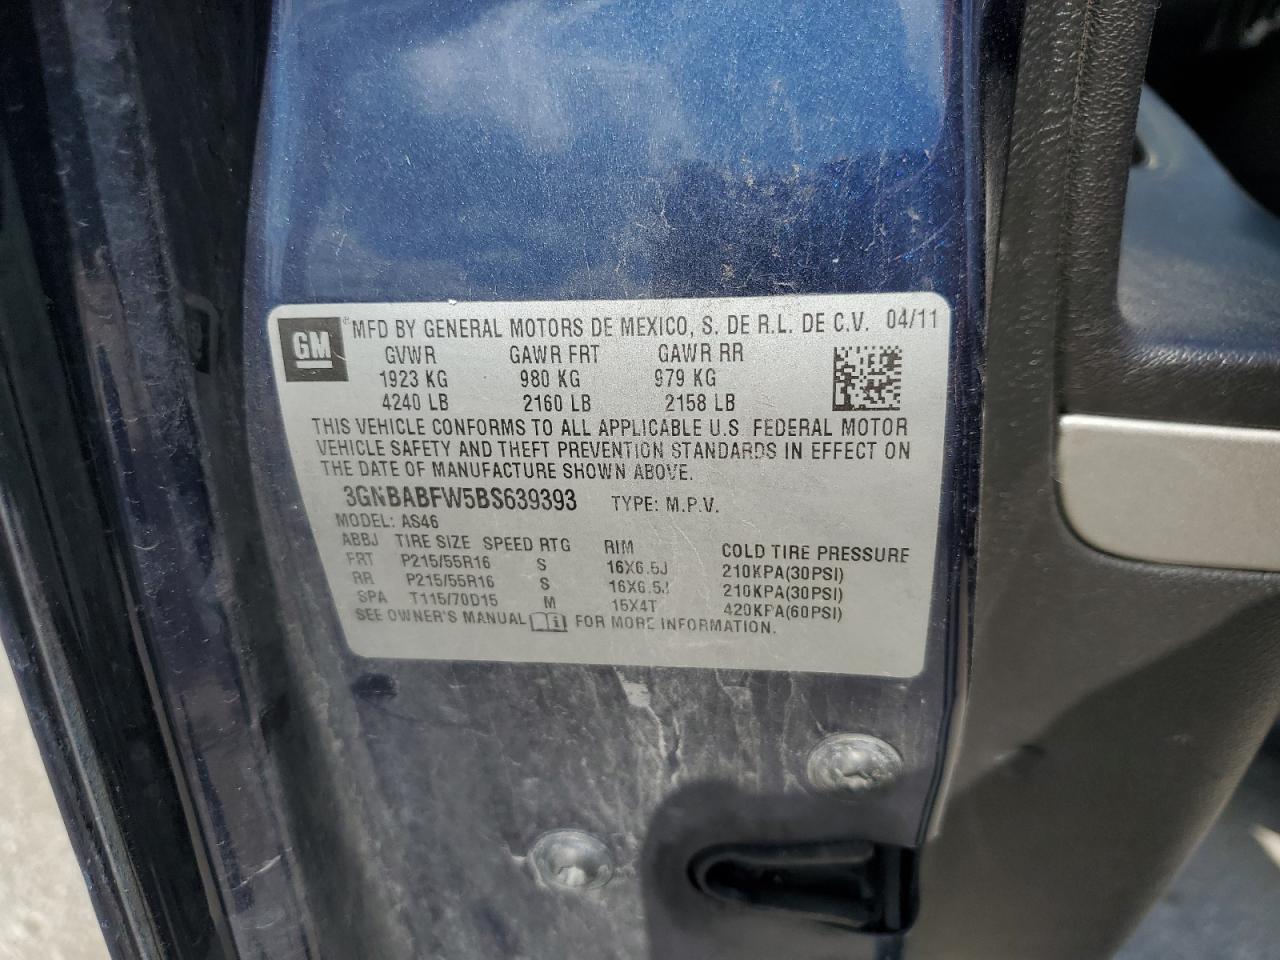 GM
® MFD BY GENERAL MOTORS DE MEXICO, S. DE R.L. DE C.V. 04/11
GVWR GAWR FRT GAWR RR
1923 KG 980 KG 979 KG
4240 LB 2160 LB 2158 LB
THIS VEHICLE CONFORMS TO ALL APPLICABLE U.S FEDERAL MOTOR
VEHICLE SAFETY AND THEFT PREVENTION STANDARDS IN EFFECT ON
THE DATE OF MANUFACTURE SHOWN ABOVE.
3GNBABFW5BS639393 TYPE: M.P.V.
MODEL: AS46
ABBJ TIRE SIZE SPEED RTG RIM COLD TIRE PRESSURE
FRT P215/55R16 S 16X6.5J 210KPA(30PSI)
RR P215/55R16 S 16X6.5J 210KPA(30PSI)
SPA T115/70D15 M 15X4T 420KPA(60PSI)
SEE OWNER'S MANUAL FOR MORE INFORMATION.